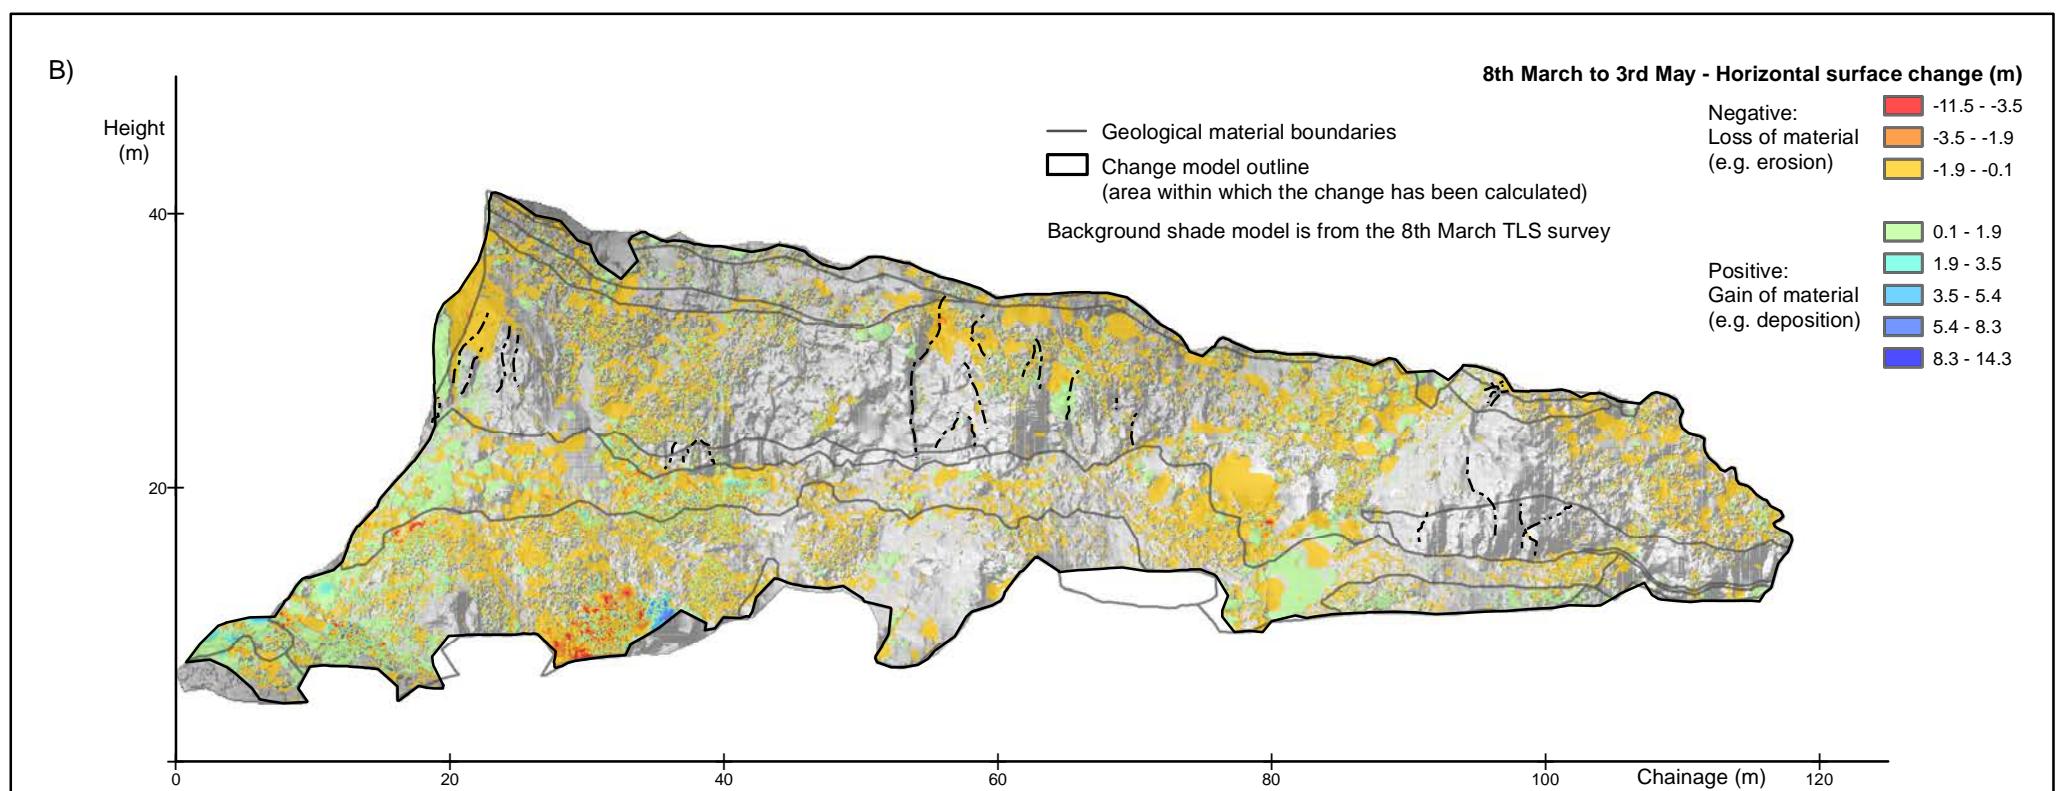 B)
8th March to 3rd May - Horizontal surface change (m)
Height
(m)
Geological material boundaries
Change model outline
(area within which the change has been calculated)
Background shade model is from the 8th March TLS survey
Negative:
Loss of material
(e.g. erosion)
-11.5 - -3.5
-3.5 - -1.9
-1.9 - -0.1
Positive:
Gain of material
(e.g. deposition)
0.1 - 1.9
1.9 - 3.5
3.5 - 5.4
5.4 - 8.3
8.3 - 14.3
40
20
0 20 40 60 80 100 Chainage (m) 120